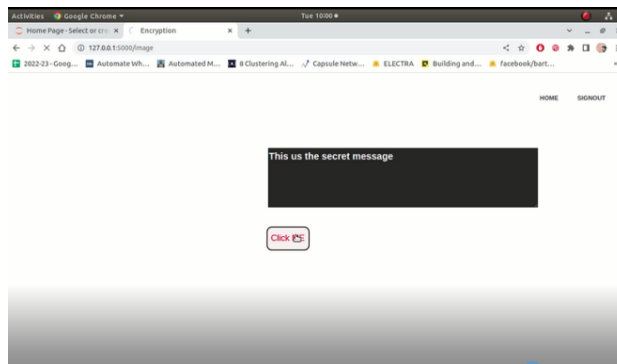 Activities Google Chrome Tue 10:00
Home Page - Select or cre Encryption
127.0.0.1:5000/image
2022-23 - Goog... Automate Wh... Automated M... 8 Clustering Al... Capsule Netw... ELECTRA Building and... facebook/bart...
HOME SIGNOUT
This us the secret message
Click